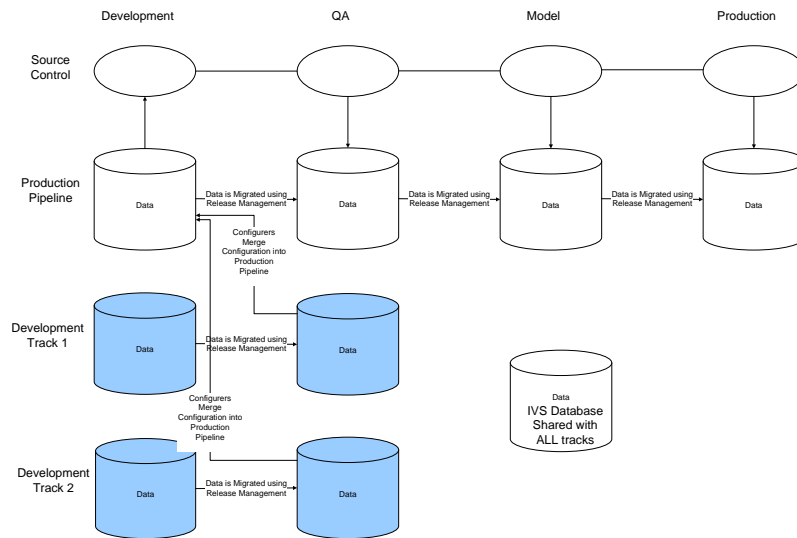 Development
QA
Model
Production
Source
Control
Production
Pipeline
Data
Data is Migrated using
Release Management
Data
Data is Migrated using
Release Management
Data
Data is Migrated using
Release Management
Data
Configurers
Merge
Configuration into
Production
Pipeline
Development
Track 1
Data
Data is Migrated using
Release Management
Data
Configurers
Merge
Configuration into
Production
Pipeline
Data
IVS Database
Shared with
ALL tracks
Development
Track 2
Data
Data is Migrated using
Release Management
Data